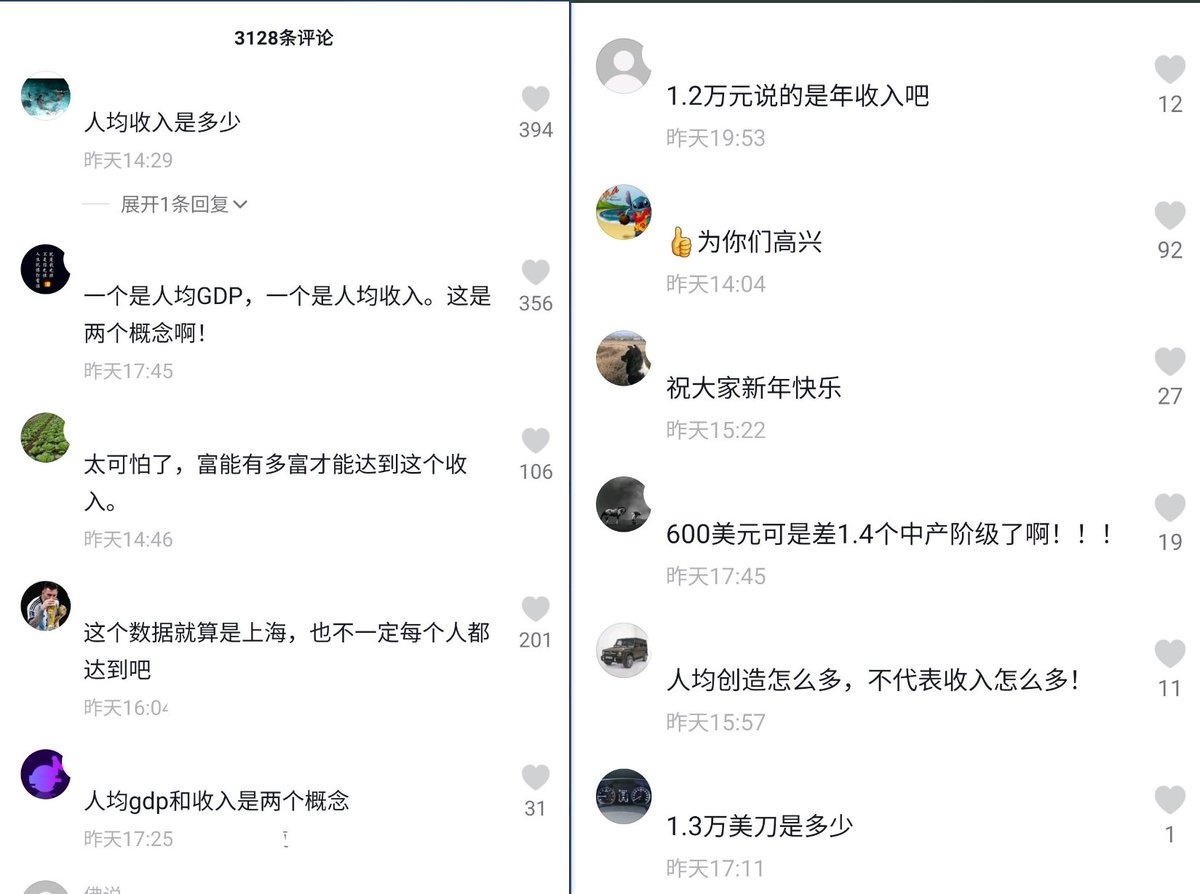 3128条评论
人均收入是多少
394
昨天14:29
展开1条回复
一个是人均GDP，一个是人均收入。这是
两个概念啊！
356
昨天17:45
太可怕了，富能有多富才能达到这个收
入。
106
昨天14:46
这个数据就算是上海，也不一定每个人都
达到吧
201
昨天16:04
人均gdp和收入是两个概念
31
昨天17:25
1.2万元说的是年收入吧
12
昨天19:53
👍为你们高兴
92
昨天14:04
祝大家新年快乐
27
昨天15:22
600美元可是差1.4个中产阶级了啊！！！
19
昨天17:45
人均创造怎么多，不代表收入怎么多！
11
昨天15:57
1.3万美刀是多少
1
昨天17:11